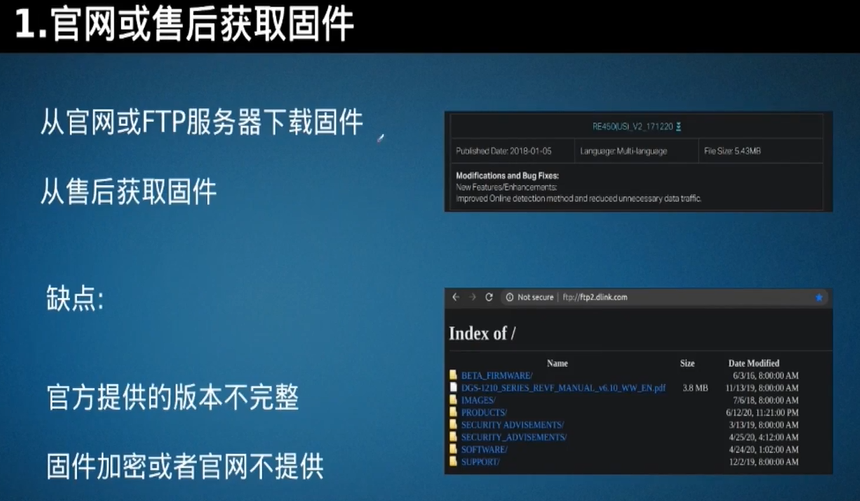 1.官网或售后获取固件
从官网或FTP服务器下载固件
从售后获取固件
缺点:
官方提供的版本不完整
固件加密或者官网不提供
RE450(US)_V2_171220
Published Date: 2018-01-05 Language: Multi-language File Size: 5.43MB
Modifications and Bug Fixes:
New Features/Enhancements:
Improved Online detection method and reduced unnecessary data traffic.
Not secure | ftp://ftp2.dlink.com
Index of /
Name Size Date Modified
BETA_FIRMWARE/ 6/3/16, 8:00:00 AM
DGS-1210_SERIES_REVF_MANUAL_v6.10_WW_EN.pdf 3.8 MB 11/13/19, 8:00:00 AM
IMAGES/ 7/6/18, 8:00:00 AM
PRODUCTS/ 6/12/20, 11:21:00 PM
SECURITY ADVISEMENTS/ 3/13/19, 8:00:00 AM
SECURITY_ADVISEMENTS/ 4/25/20, 4:12:00 AM
SOFTWARE/ 4/24/20, 1:02:00 AM
SUPPORT/ 12/2/19, 8:00:00 AM